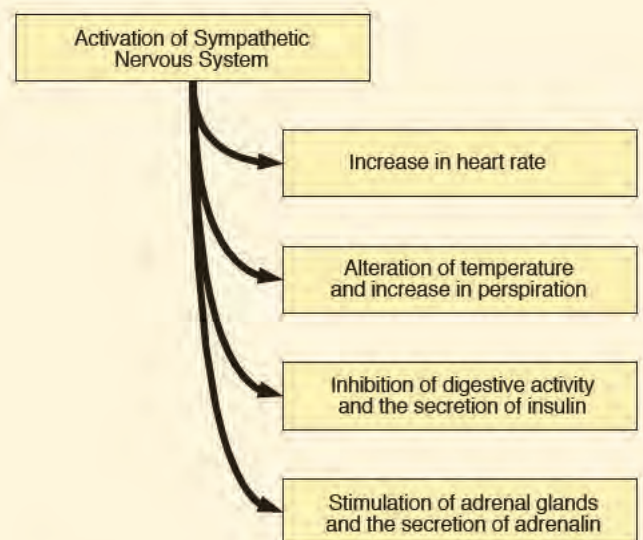 Activation of Sympathetic
Nervous System
Increase in heart rate
Alteration of temperature
and increase in perspiration
Inhibition of digestive activity
and the secretion of insulin
Stimulation of adrenal glands
and the secretion of adrenalin